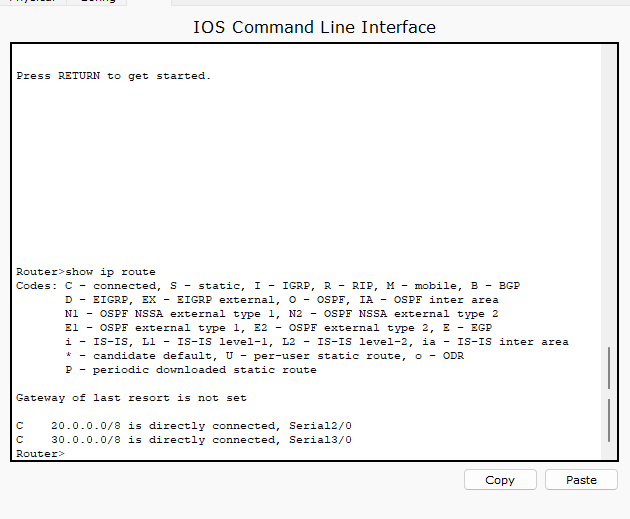 IOS Command Line Interface
Press RETURN to get started.
Router>show ip route
Codes: C - connected, S - static, I - IGRP, R - RIP, M - mobile, B - BGP
       D - EIGRP, EX - EIGRP external, O - OSPF, IA - OSPF inter area
       N1 - OSPF NSSA external type 1, N2 - OSPF NSSA external type 2
       E1 - OSPF external type 1, E2 - OSPF external type 2, E - EGP
       i - IS-IS, L1 - IS-IS level-1, L2 - IS-IS level-2, ia - IS-IS inter area
       * - candidate default, U - per-user static route, o - ODR
       P - periodic downloaded static route
Gateway of last resort is not set
C    20.0.0.0/8 is directly connected, Serial2/0
C    30.0.0.0/8 is directly connected, Serial3/0
Router>
Copy Paste